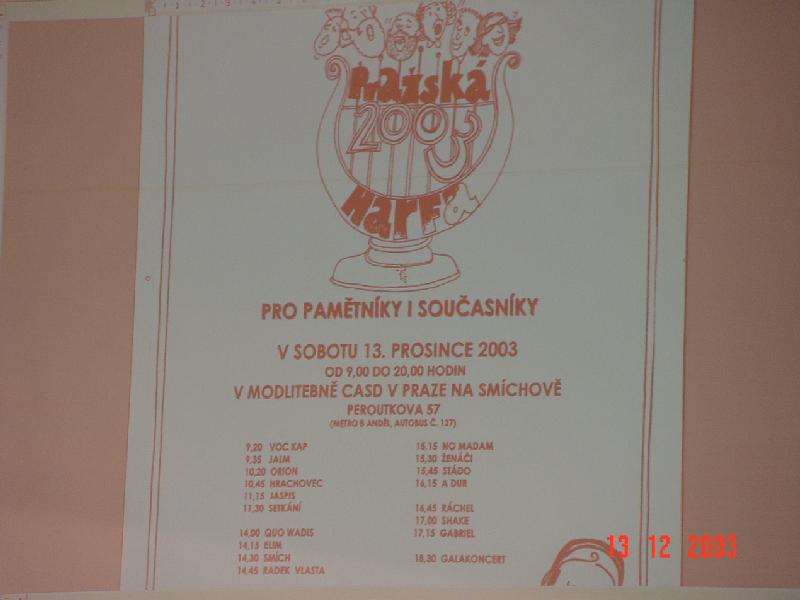 Pražská
2003
Harfa
PRO PAMĚTNÍKY I SOUČASNÍKY
V SOBOTU 13. PROSINCE 2003
OD 9,00 DO 20,00 HODIN
V MODLITEBNĚ CASD V PRAZE NA SMÍCHOVĚ
PEROUTKOVA 57
(METRO B ANDĚL, AUTOBUS Č. 137)
9,20 VOC KAP
9,35 JALM
10,20 ORION
10,45 HRACHOVEC
11,15 JASPIS
11,30 SETKÁNÍ
14,00 QUO WADIS
14,15 ELIM
14,30 SMÍCH
14,45 RADEK VLASTA
15,15 NO MADAM
15,30 ŽENÁČI
15,45 STÁDO
16,15 A DUR
16,45 RÁCHEL
17,00 SHAKE
17,15 GABRIEL
18,30 GALAKONCERT
13 12 2003